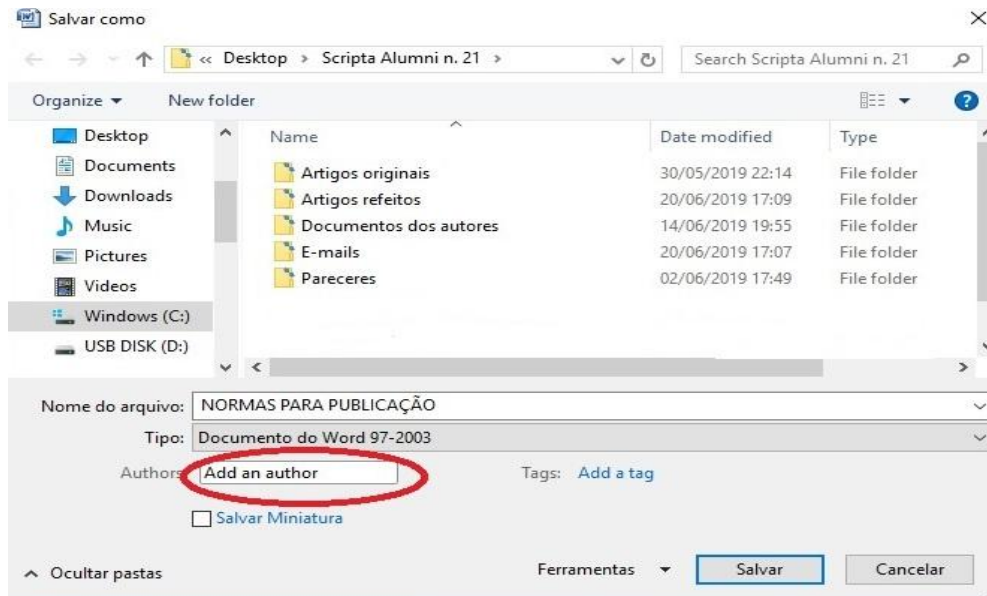 Salvar como
« Desktop › Scripta Alumni n. 21 › Search Scripta Alumni n. 21
Organize New folder ?
Desktop
Documents
Downloads
Music
Pictures
Videos
Windows (C:)
USB DISK (D:)
Name Date modified Type
Artigos originais 30/05/2019 22:14 File folder
Artigos refeitos 20/06/2019 17:09 File folder
Documentos dos autores 14/06/2019 19:55 File folder
E-mails 20/06/2019 17:07 File folder
Pareceres 02/06/2019 17:49 File folder
Nome do arquivo: NORMAS PARA PUBLICAÇÃO
Tipo: Documento do Word 97-2003
Authors Add an author Tags: Add a tag
Salvar Miniatura
Ocultar pastas Ferramentas Salvar Cancelar